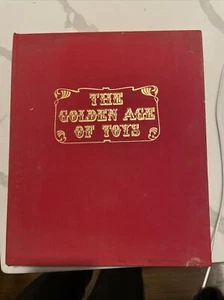 THE
GOLDEN AGE
OF TOYS